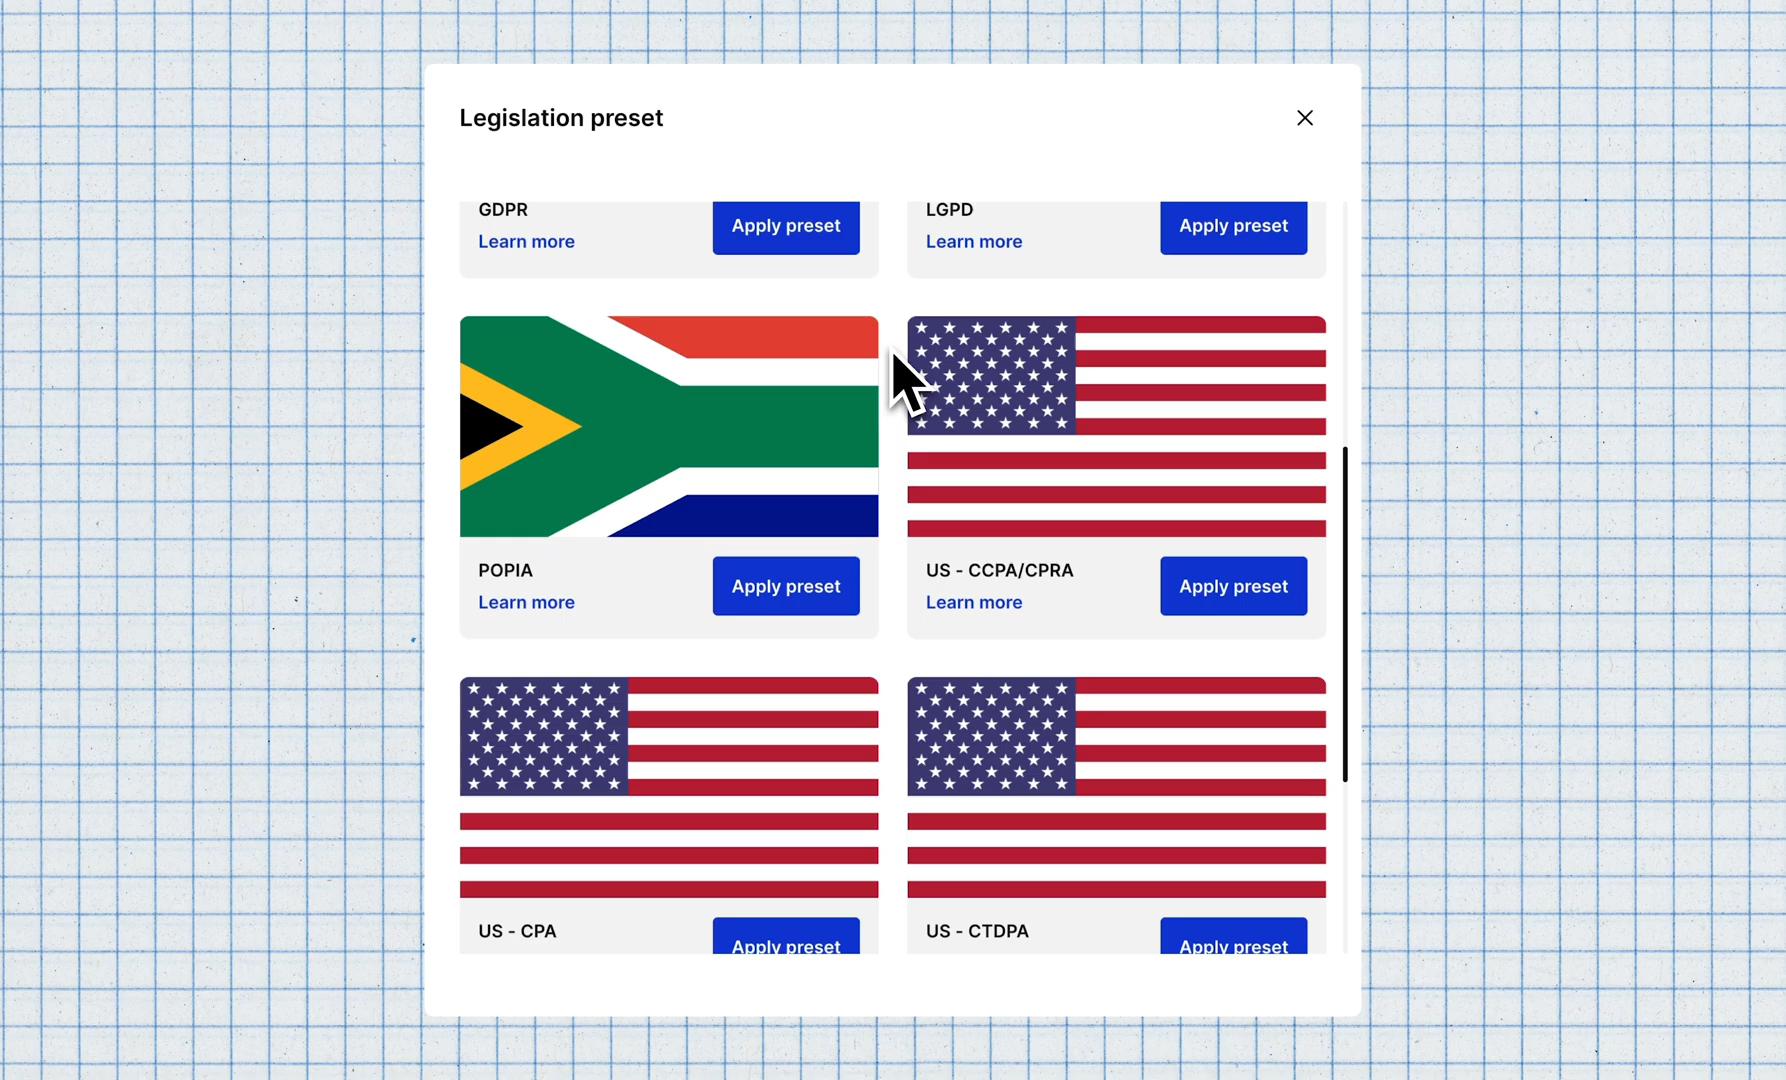 Legislation preset
GDPR
Learn more
Apply preset
LGPD
Learn more
Apply preset
POPIA
Learn more
Apply preset
US - CCPA/CPRA
Learn more
Apply preset
US - CPA
Apply preset
US - CTDPA
Apply preset